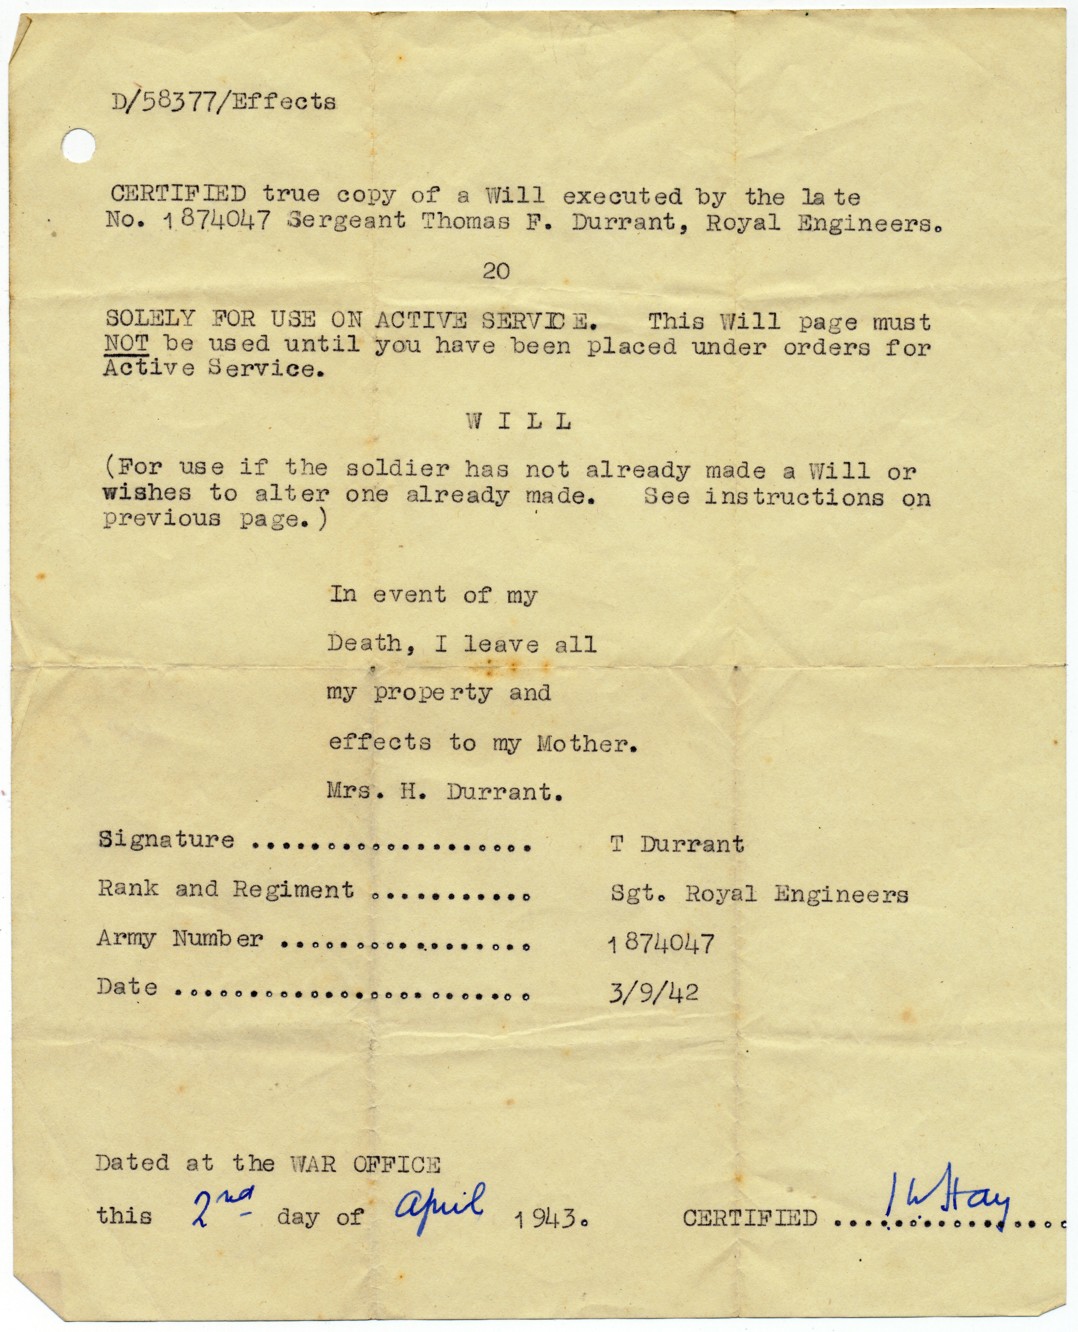 D/58377/Effects
CERTIFIED true copy of a Will executed by the late
No. 1874047 Sergeant Thomas F. Durrant, Royal Engineers.
20
SOLELY FOR USE ON ACTIVE SERVICE. This Will page must
NOT be used until you have been placed under orders for
Active Service.
W I L L
(For use if the soldier has not already made a Will or
wishes to alter one already made. See instructions on
previous page.)
In event of my
Death, I leave all
my property and
effects to my Mother.
Mrs. H. Durrant.
Signature ................... T Durrant
Rank and Regiment ........... Sgt. Royal Engineers
Army Number ................. 1874047
Date ........................ 3/9/42
Dated at the WAR OFFICE
this 2nd day of April 1943. CERTIFIED ................ Hay